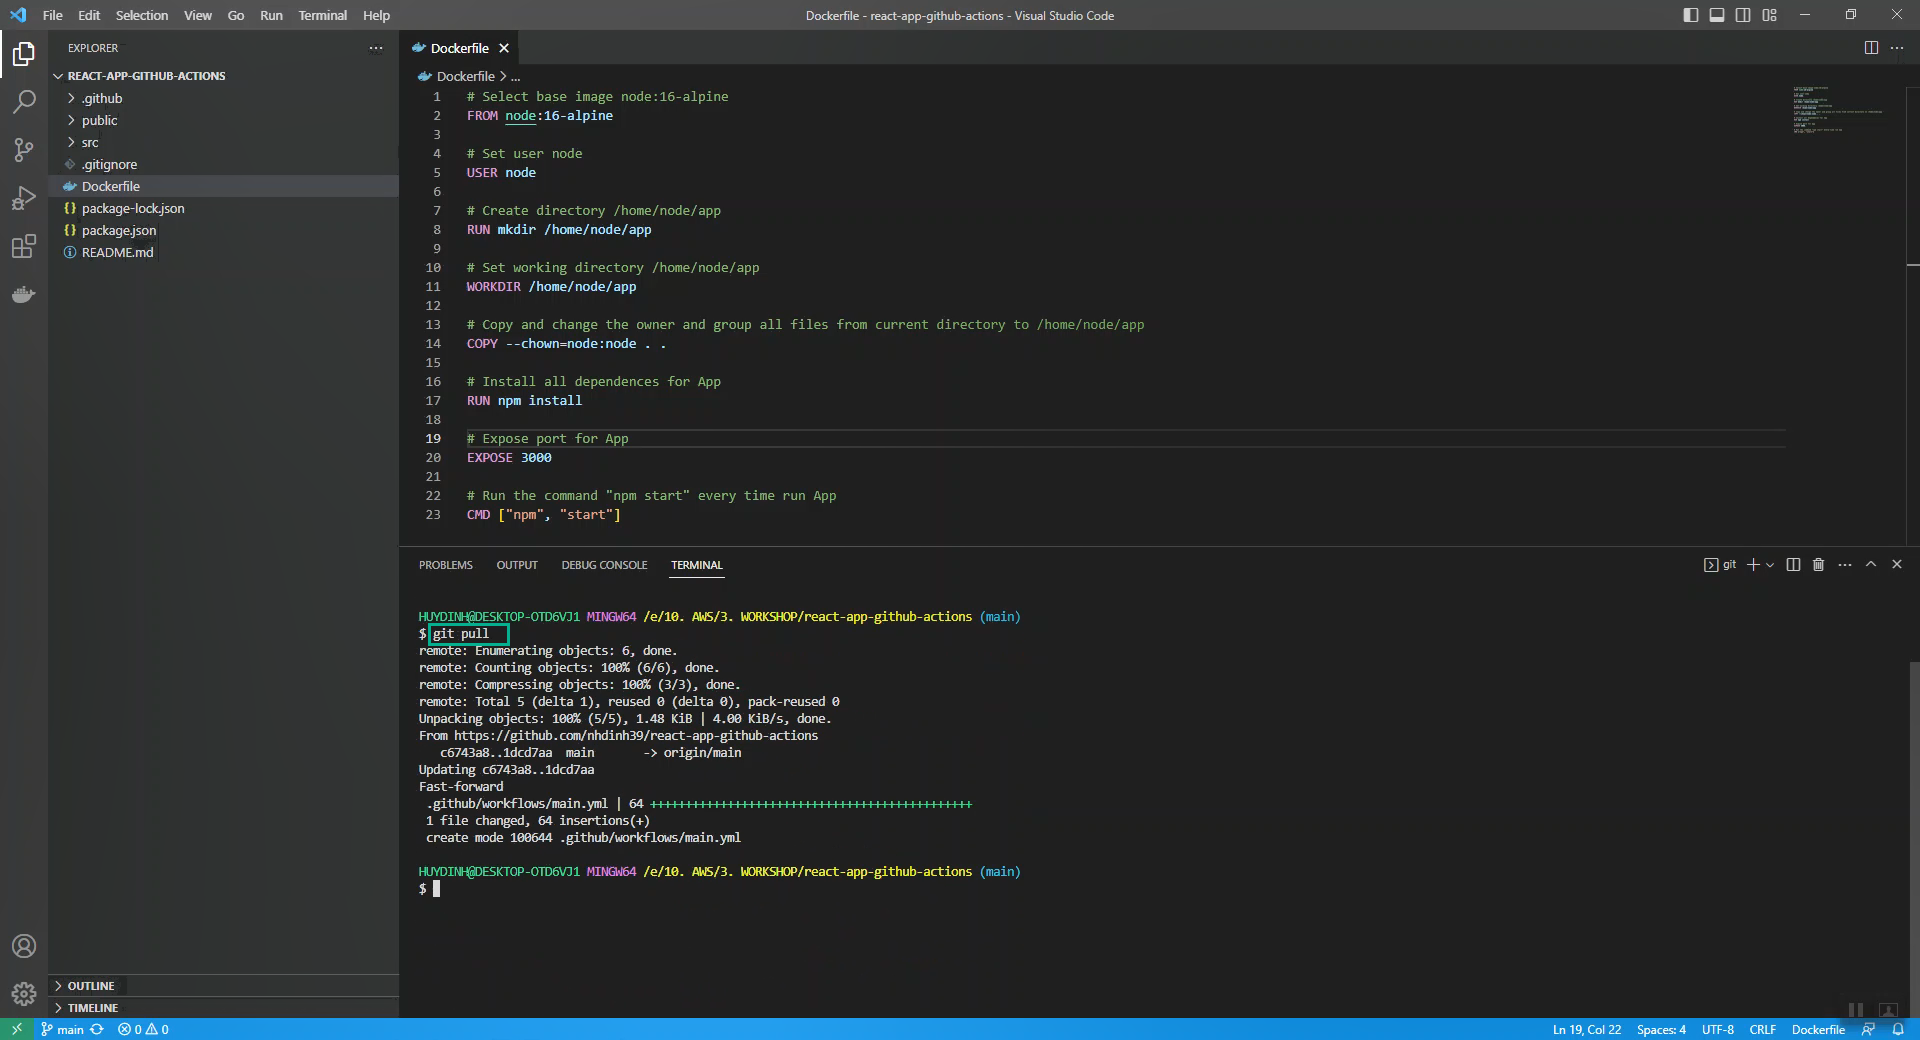 File Edit Selection View Go Run Terminal Help
Dockerfile - react-app-github-actions - Visual Studio Code
EXPLORER
REACT-APP-GITHUB-ACTIONS
.github
public
src
.gitignore
Dockerfile
package-lock.json
package.json
README.md
OUTLINE
TIMELINE
Dockerfile
Dockerfile > ...
1 # Select base image node:16-alpine
2 FROM node:16-alpine
3
4 # Set user node
5 USER node
6
7 # Create directory /home/node/app
8 RUN mkdir /home/node/app
9
10 # Set working directory /home/node/app
11 WORKDIR /home/node/app
12
13 # Copy and change the owner and group all files from current directory to /home/node/app
14 COPY --chown=node:node . .
15
16 # Install all dependences for App
17 RUN npm install
18
19 # Expose port for App
20 EXPOSE 3000
21
22 # Run the command "npm start" every time run App
23 CMD ["npm", "start"]
PROBLEMS OUTPUT DEBUG CONSOLE TERMINAL
git
HUYDINH@DESKTOP-OTD6VJ1 MINGW64 /e/10. AWS/3. WORKSHOP/react-app-github-actions (main)
$ git pull
remote: Enumerating objects: 6, done.
remote: Counting objects: 100% (6/6), done.
remote: Compressing objects: 100% (3/3), done.
remote: Total 5 (delta 1), reused 0 (delta 0), pack-reused 0
Unpacking objects: 100% (5/5), 1.48 KiB | 4.00 KiB/s, done.
From https://github.com/nhdinh39/react-app-github-actions
c6743a8..1dcd7aa main -> origin/main
Updating c6743a8..1dcd7aa
Fast-forward
.github/workflows/main.yml | 64 ++++++++++++++++++++++++++++++++++++++++++++++
1 file changed, 64 insertions(+)
create mode 100644 .github/workflows/main.yml
HUYDINH@DESKTOP-OTD6VJ1 MINGW64 /e/10. AWS/3. WORKSHOP/react-app-github-actions (main)
$
main 0 0
Ln 19, Col 22 Spaces: 4 UTF-8 CRLF Dockerfile